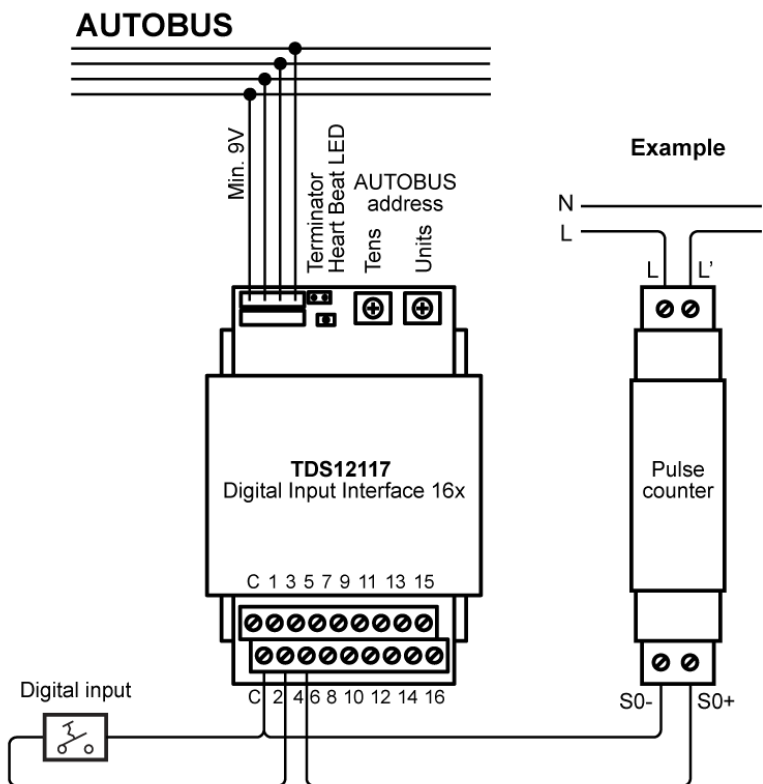 AUTOBUS
Min. 9V
Terminator
Heart Beat LED
AUTOBUS
address
Tens
Units
Example
N
L
L L'
TDS12117
Digital Input Interface 16x
Pulse
counter
C 1 3 5 7 9 11 13 15
C 2 4 6 8 10 12 14 16
Digital input
S0- S0+